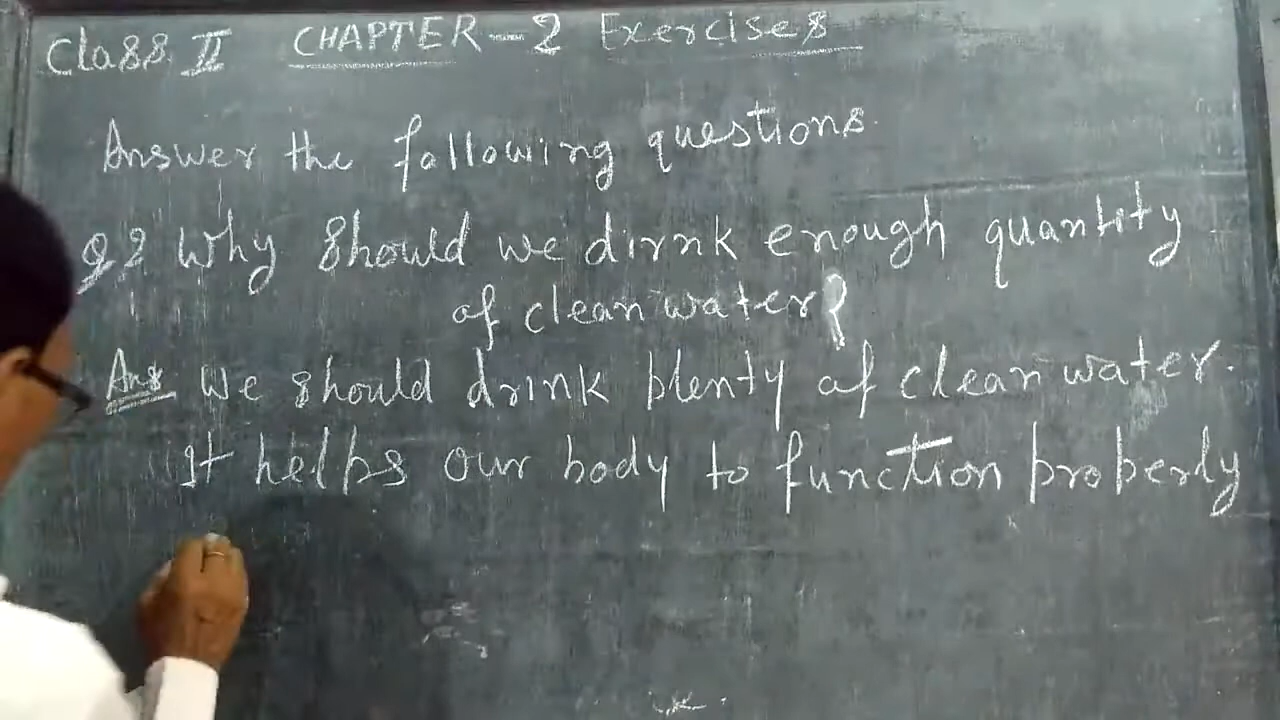 Class II CHAPTER-2 Exercises
Answer the following questions.
Q2 Why should we dirnk enough quantity
of clean water?
Ans We should drink plenty of clean water.
It helps our body to function properly